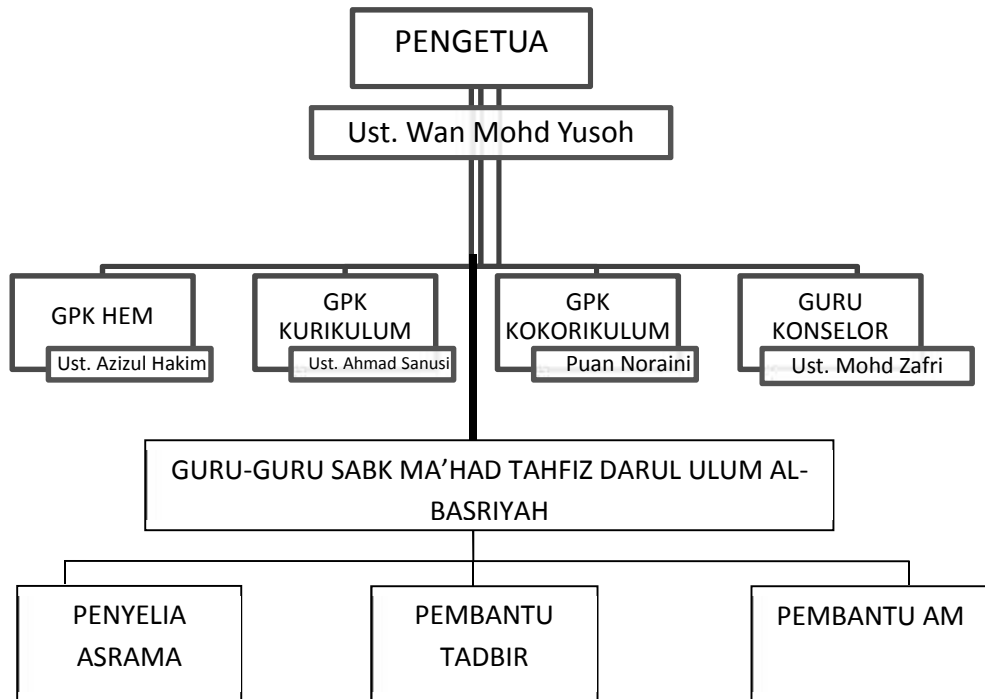 PENGETUA
Ust. Wan Mohd Yusoh
GPK HEM
Ust. Azizul Hakim
GPK
KURIKULUM
Ust. Ahmad Sanusi
GPK
KOKORIKULUM
Puan Noraini
GURU
KONSELOR
Ust. Mohd Zafri
GURU-GURU SABK MA’HAD TAHFIZ DARUL ULUM AL-
BASRIYAH
PENYELIA
ASRAMA
PEMBANTU
TADBIR
PEMBANTU AM